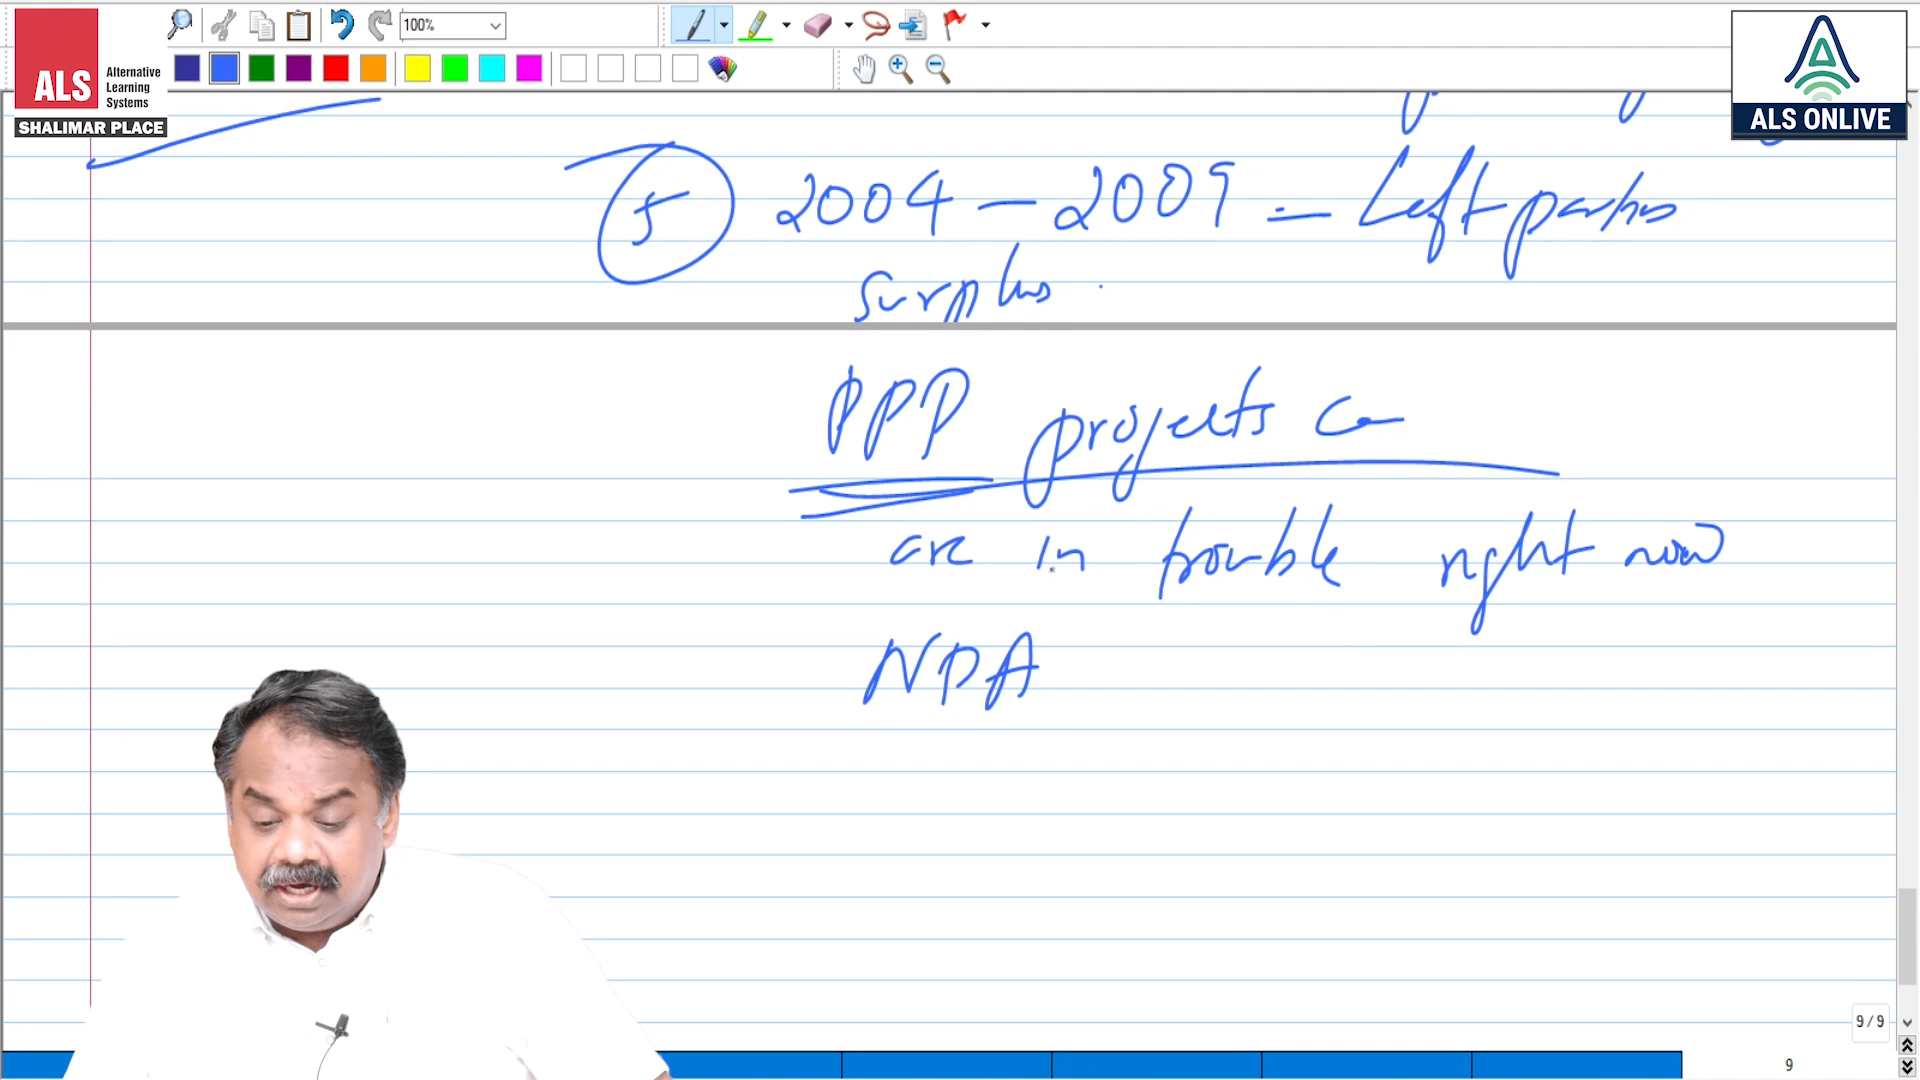 ALS
Alternative
Learning
Systems
SHALIMAR PLACE
100%
ALS ONLIVE
5 2004 - 2009 = Left parties
surplus.
PPP projects
are in trouble right now
NPA
9/9
9